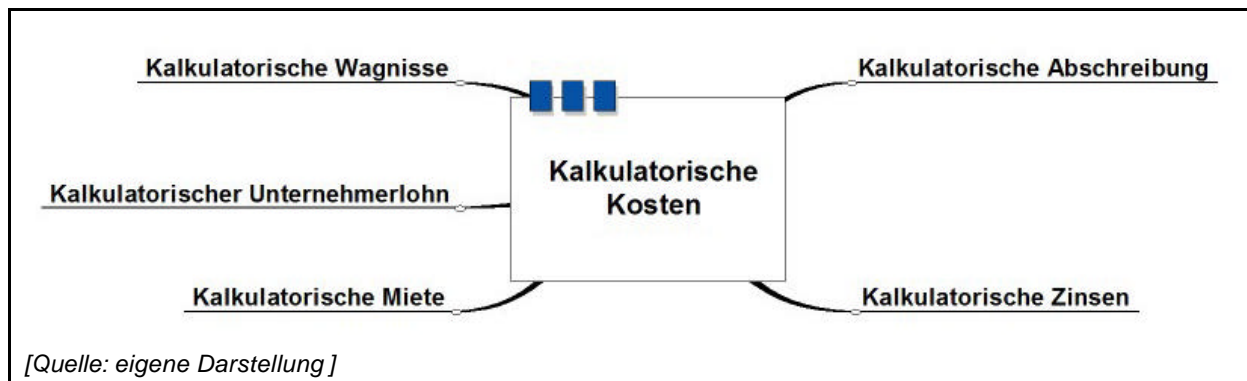 Kalkulatorische Wagnisse
Kalkulatorische Abschreibung
Kalkulatorische
Kosten
Kalkulatorischer Unternehmerlohn
Kalkulatorische Miete
Kalkulatorische Zinsen
[Quelle: eigene Darstellung ]